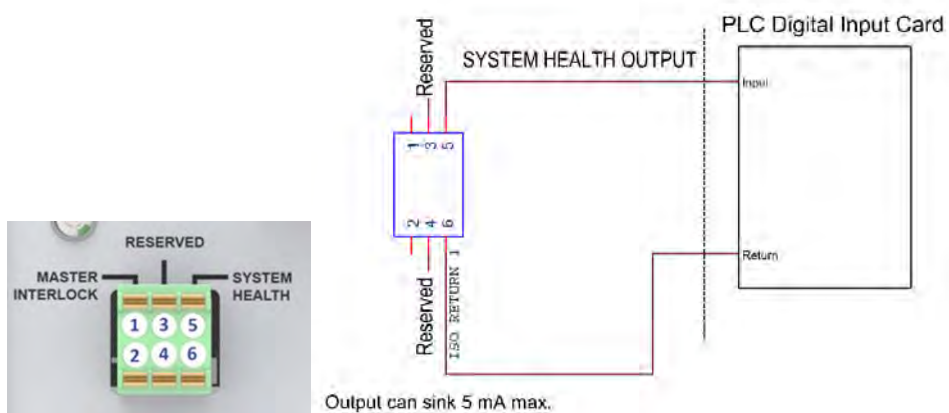 RESERVED
MASTER
INTERLOCK
SYSTEM
HEALTH
1 3 5
2 4 6
PLC Digital Input Card
SYSTEM HEALTH OUTPUT
Reserved
Input
1 3 5
2 4 6
Reserved
ISO RETURN 1
Return
Output can sink 5 mA max.